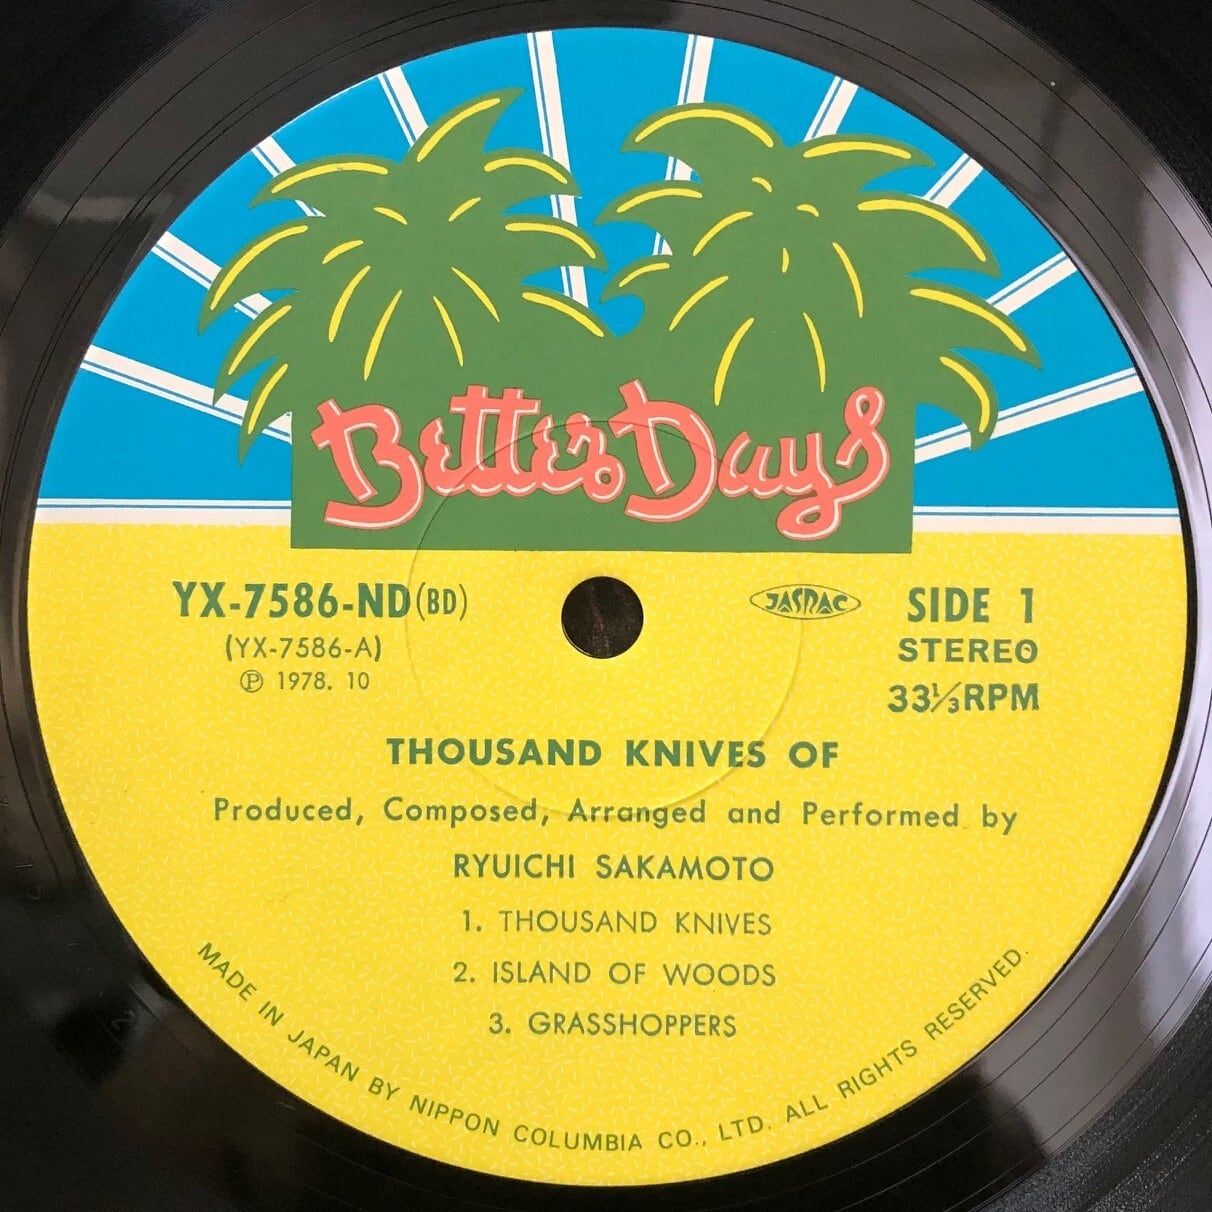 Better Days
YX-7586-ND(BD)
(YX-7586-A)
Ⓟ 1978. 10
JASRAC
SIDE 1
STEREO
33⅓RPM
THOUSAND KNIVES OF
Produced, Composed, Arranged and Performed by
RYUICHI SAKAMOTO
1. THOUSAND KNIVES
2. ISLAND OF WOODS
3. GRASSHOPPERS
MADE IN JAPAN BY NIPPON COLUMBIA CO., LTD. ALL RIGHTS RESERVED.